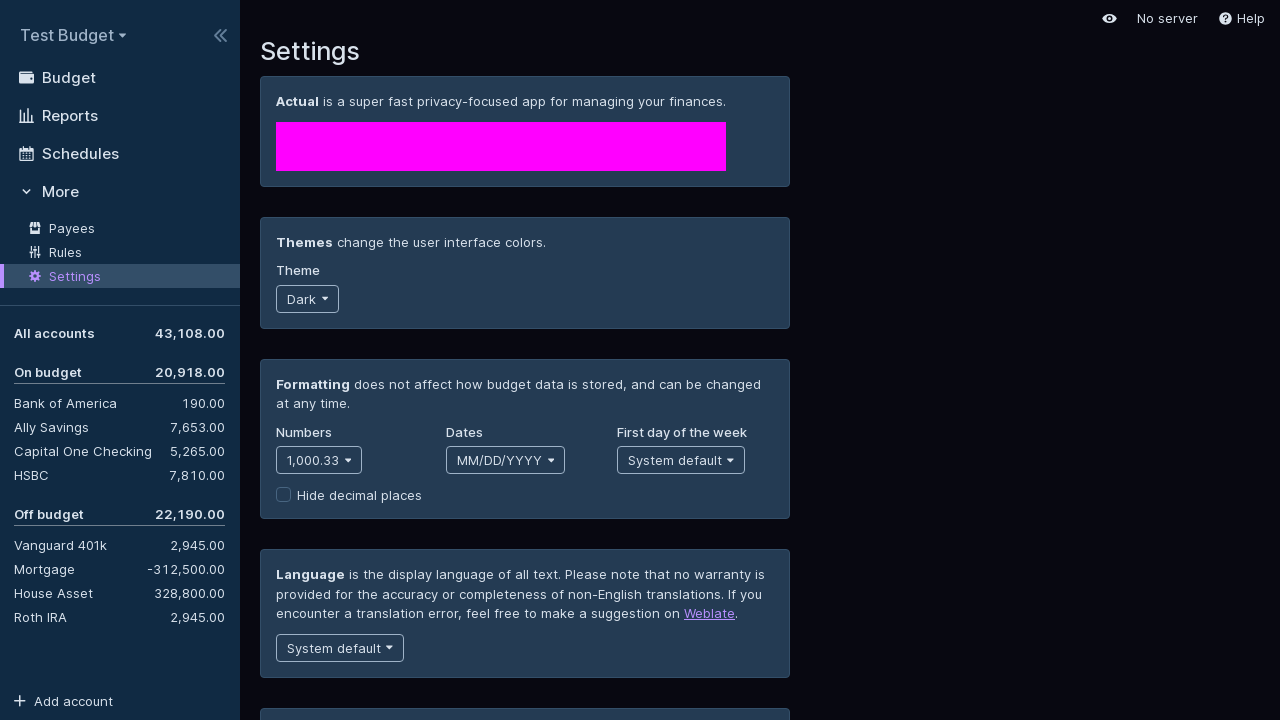 Test Budget
Budget
Reports
Schedules
More
Payees
Rules
Settings
All accounts 43,108.00
On budget 20,918.00
Bank of America 190.00
Ally Savings 7,653.00
Capital One Checking 5,265.00
HSBC 7,810.00
Off budget 22,190.00
Vanguard 401k 2,945.00
Mortgage -312,500.00
House Asset 328,800.00
Roth IRA 2,945.00
Add account
No server Help
Settings
Actual is a super fast privacy-focused app for managing your finances.
Themes change the user interface colors.
Theme
Dark
Formatting does not affect how budget data is stored, and can be changed
at any time.
Numbers Dates First day of the week
1,000.33 MM/DD/YYYY System default
Hide decimal places
Language is the display language of all text. Please note that no warranty is
provided for the accuracy or completeness of non-English translations. If you
encounter a translation error, feel free to make a suggestion on Weblate.
System default